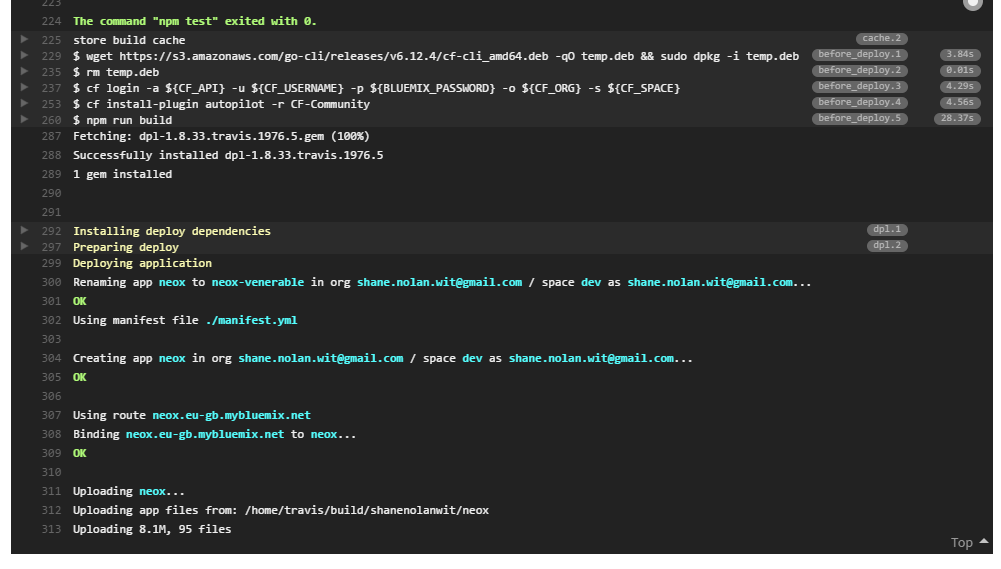 223
224 The command "npm test" exited with 0.
225 store build cache cache.2
229 $ wget https://s3.amazonaws.com/go-cli/releases/v6.12.4/cf-cli_amd64.deb -qO temp.deb && sudo dpkg -i temp.deb before_deploy.1 3.84s
235 $ rm temp.deb before_deploy.2 0.01s
237 $ cf login -a ${CF_API} -u ${CF_USERNAME} -p ${BLUEMIX_PASSWORD} -o ${CF_ORG} -s ${CF_SPACE} before_deploy.3 4.29s
253 $ cf install-plugin autopilot -r CF-Community before_deploy.4 4.56s
260 $ npm run build before_deploy.5 28.37s
287 Fetching: dpl-1.8.33.travis.1976.5.gem (100%)
288 Successfully installed dpl-1.8.33.travis.1976.5
289 1 gem installed
290
291
292 Installing deploy dependencies dpl.1
297 Preparing deploy dpl.2
299 Deploying application
300 Renaming app neox to neox-venerable in org shane.nolan.wit@gmail.com / space dev as shane.nolan.wit@gmail.com...
301 OK
302 Using manifest file ./manifest.yml
303
304 Creating app neox in org shane.nolan.wit@gmail.com / space dev as shane.nolan.wit@gmail.com...
305 OK
306
307 Using route neox.eu-gb.mybluemix.net
308 Binding neox.eu-gb.mybluemix.net to neox...
309 OK
310
311 Uploading neox...
312 Uploading app files from: /home/travis/build/shanenolanwit/neox
313 Uploading 8.1M, 95 files
Top